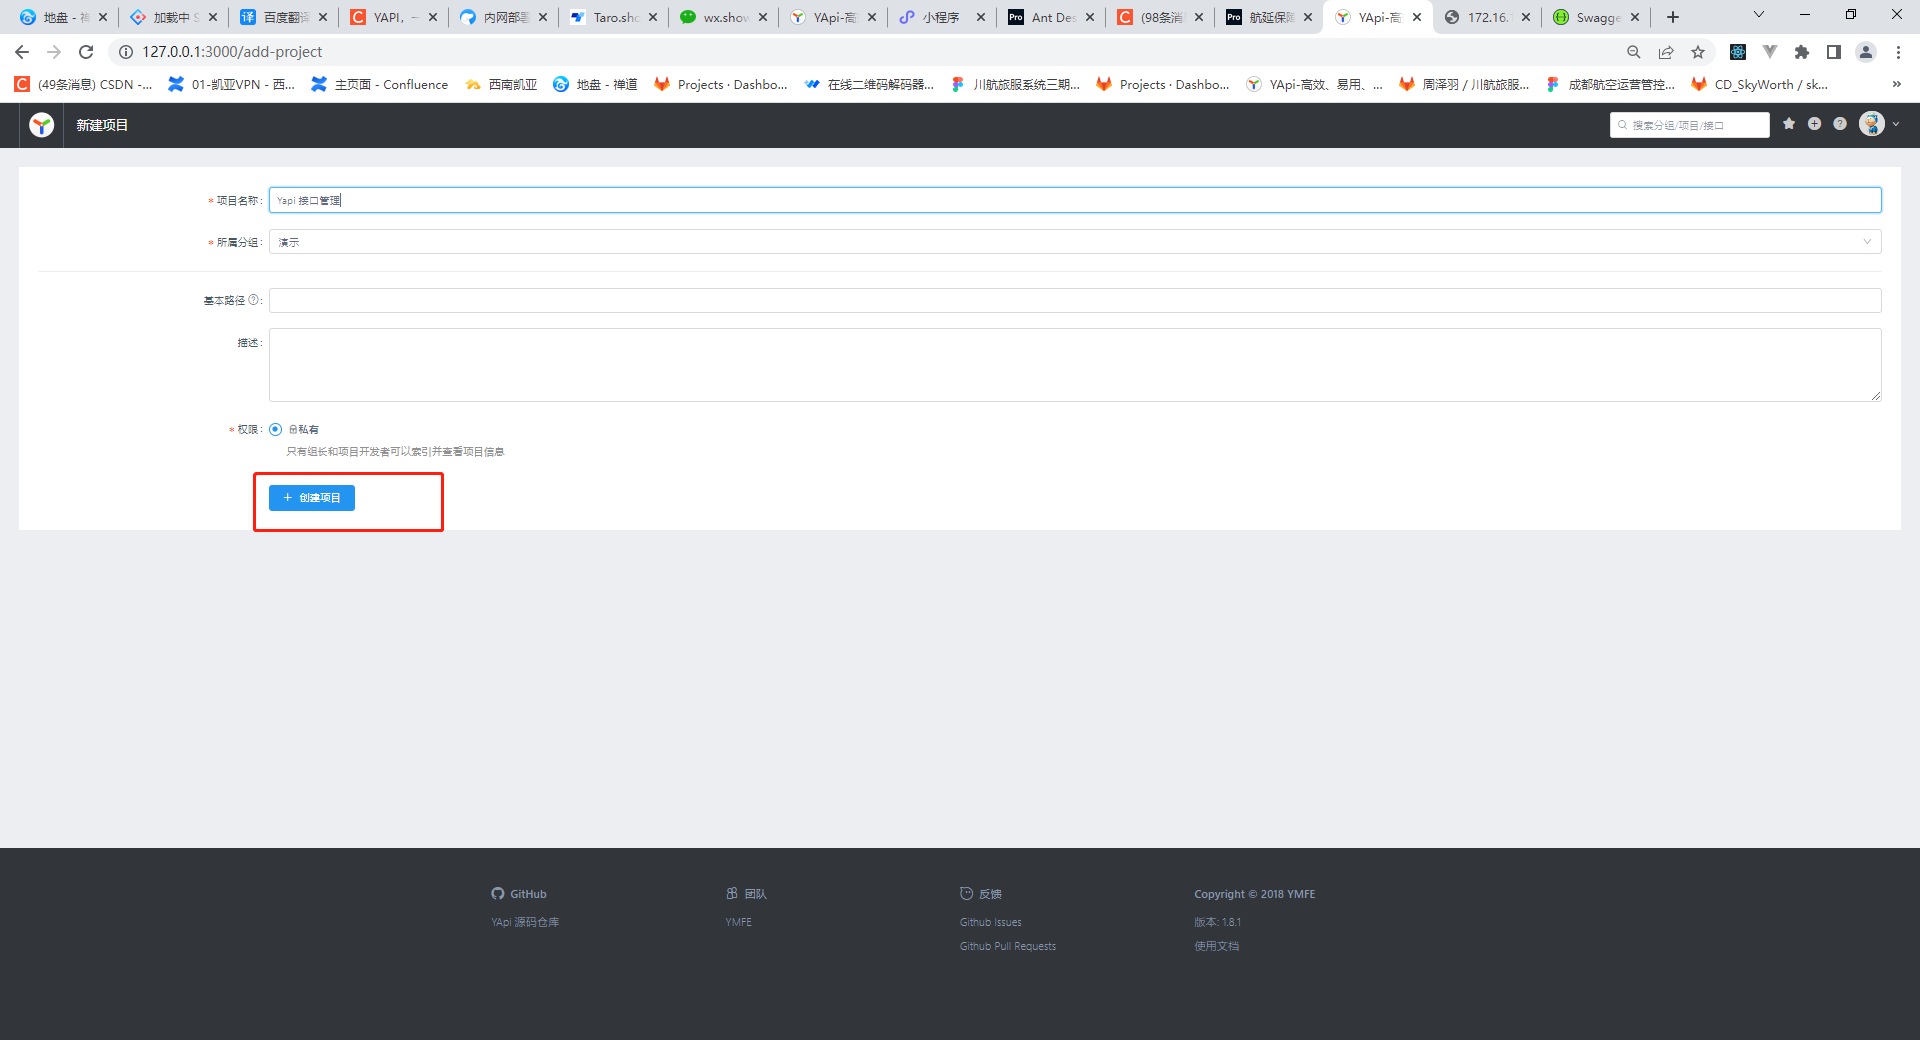 地盘 - 禅
加载中 S
百度翻译
YAPI，一
内网部署
Taro.sho
wx.show
YApi-高
小程序
Ant Des
(98条消
航延保障
YApi-高
172.16.
Swagge
127.0.0.1:3000/add-project
(49条消息) CSDN -...
01-凯亚VPN - 西...
主页面 - Confluence
西南凯亚
地盘 - 禅道
Projects · Dashbo...
在线二维码解码器...
川航旅服系统三期...
Projects · Dashbo...
YApi-高效、易用、...
周泽羽 / 川航旅服...
成都航空运营管控...
CD_SkyWorth / sk...
新建项目
搜索分组/项目/接口
* 项目名称:
Yapi 接口管理
* 所属分组:
演示
基本路径 ? :
描述:
* 权限:
私有
只有组长和项目开发者可以索引并查看项目信息
+ 创建项目
GitHub
团队
反馈
Copyright © 2018 YMFE
YApi 源码仓库
YMFE
Github Issues
版本: 1.8.1
Github Pull Requests
使用文档